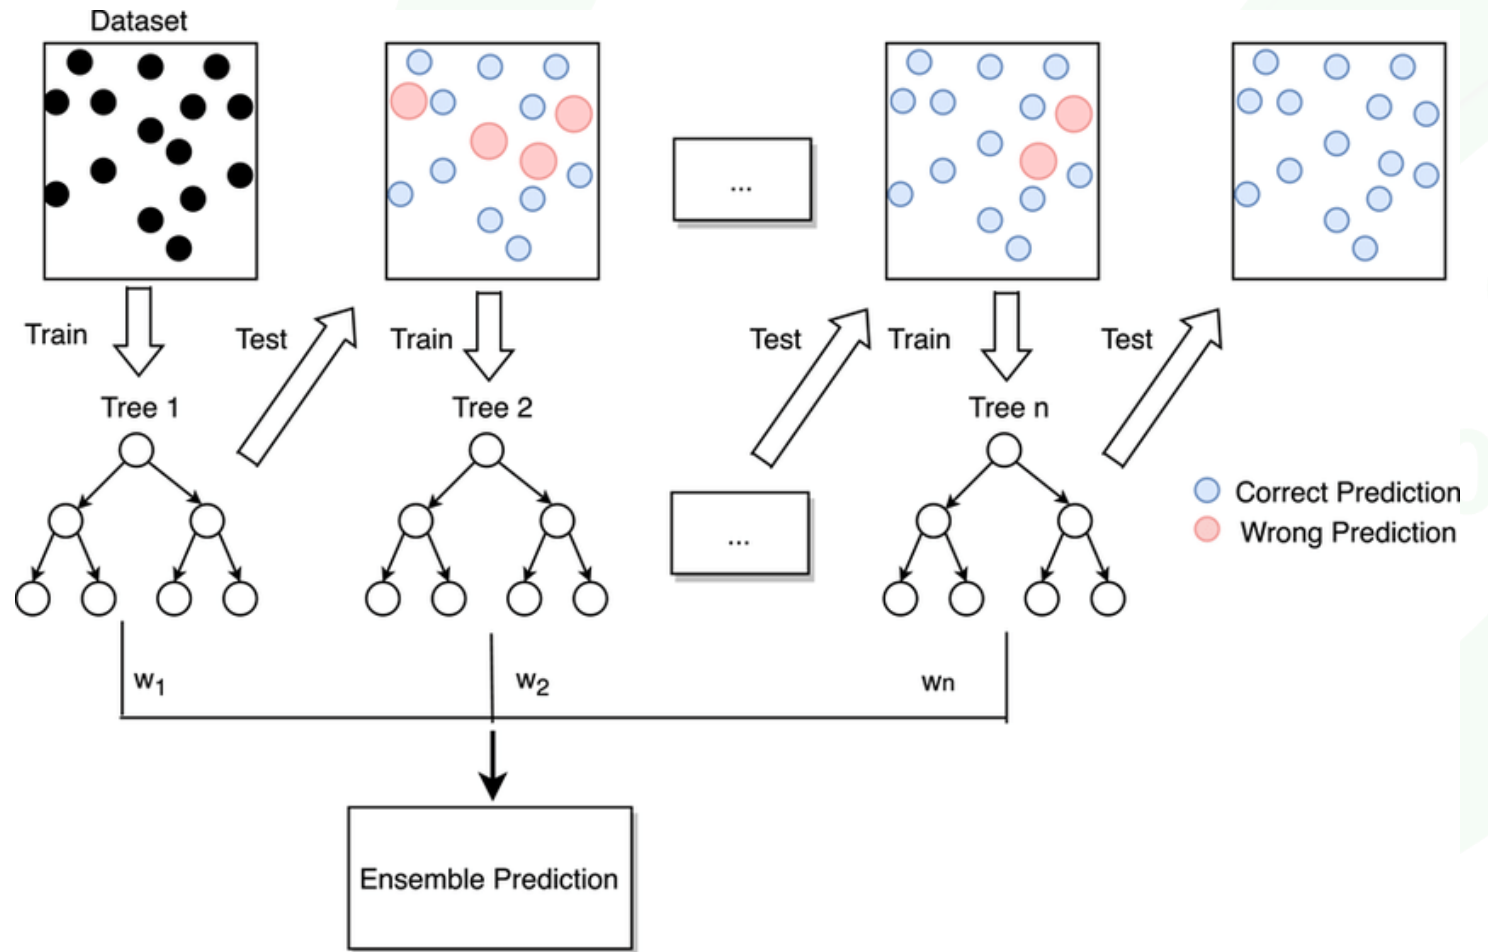 Dataset
...
Train
Test
Train
Test
Train
Test
Tree 1
Tree 2
Tree n
...
Correct Prediction
Wrong Prediction
w1
w2
wn
Ensemble Prediction